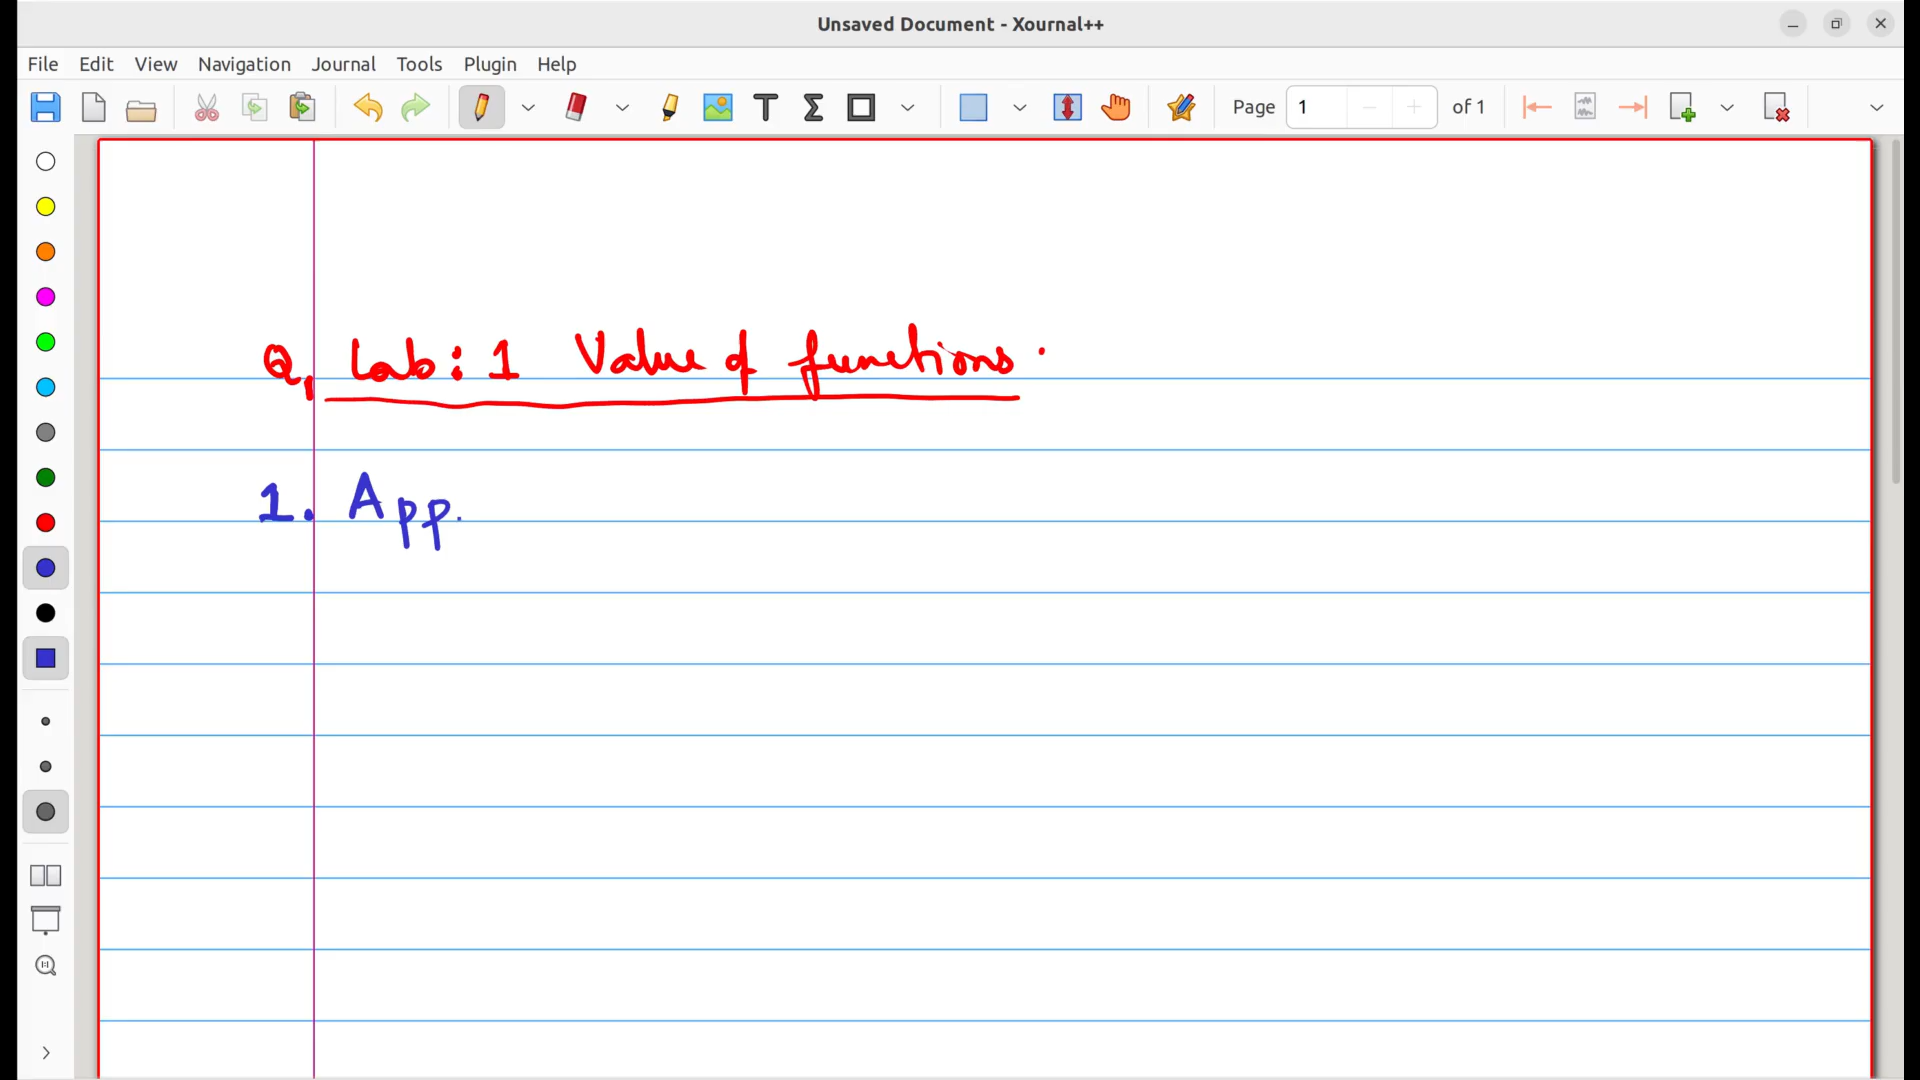 Unsaved Document - Xournal++
File Edit View Navigation Journal Tools Plugin Help
Page 1 of 1
Q1 Lab: 1 Value of functions.
1. App.